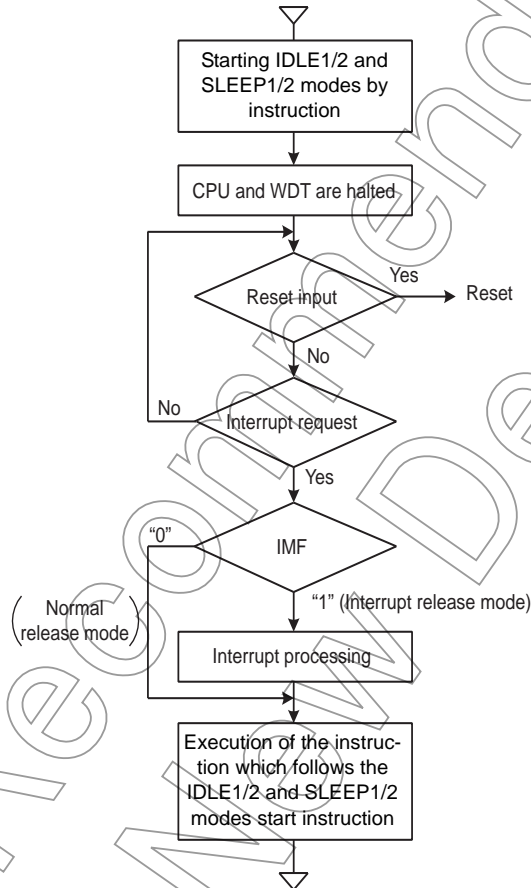 Starting IDLE1/2 and
SLEEP1/2 modes by
instruction
CPU and WDT are halted
Reset input
Yes
Reset
No
Interrupt request
No
Yes
IMF
“0”
“1” (Interrupt release mode)
Normal
release mode
Interrupt processing
Execution of the instruc-
tion which follows the
IDLE1/2 and SLEEP1/2
modes start instruction